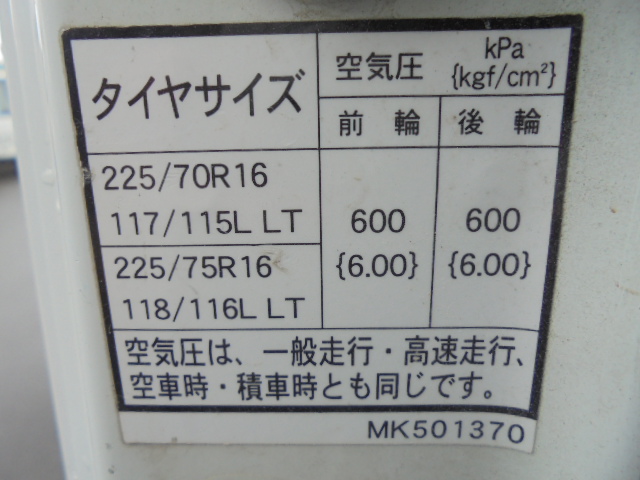 タイヤサイズ
空気圧 kPa
{kgf/cm²}
前輪 後輪
225/70R16
117/115L LT
225/75R16
118/116L LT
600 600
{6.00} {6.00}
空気圧は、一般走行・高速走行、
空車時・積車時とも同じです。
MK501370